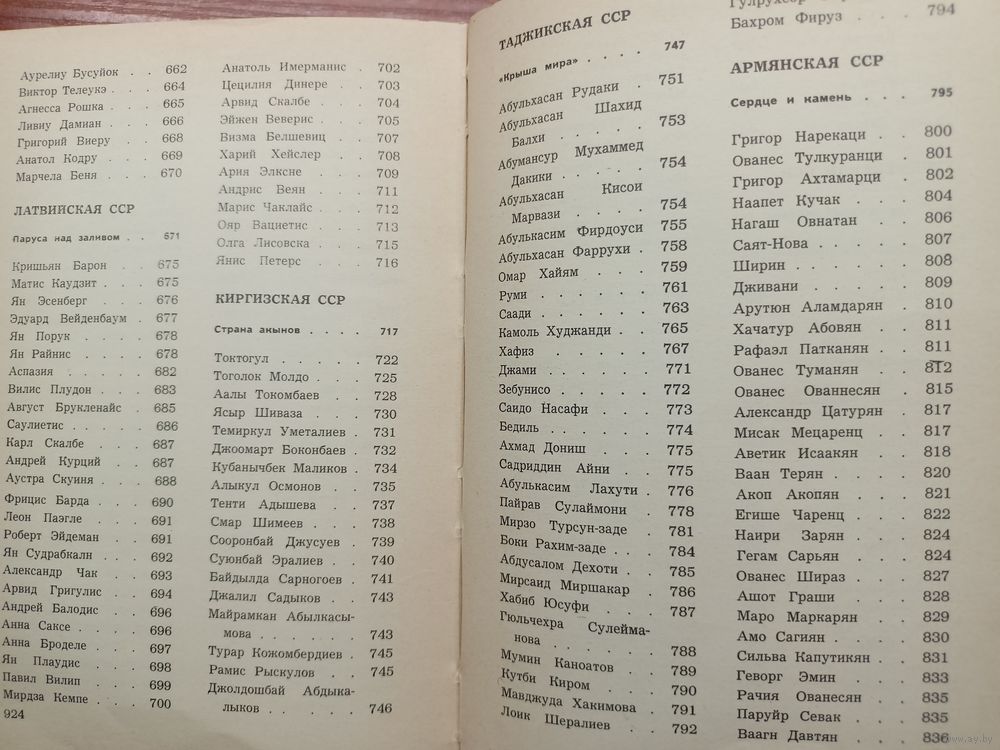 Аурелиу Бусуйок . . 662
Виктор Телеукэ . . . 664
Агнесса Рошка . . . 665
Ливиу Дамиан . . . 666
Григорий Виеру . . 668
Анатол Кодру . . . 669
Марчела Беня . . . 670
ЛАТВИЙСКАЯ ССР
Паруса над заливом . . 671
Кришьян Барон . . 675
Матис Каудзит . . . 675
Ян Эсенберг . . . 676
Эдуард Вейденбаум . 677
Ян Порук . . . . 678
Ян Райнис . . . . 678
Аспазия . . . . . 682
Вилис Плудон . . . 683
Август Брукленайс . 685
Саулиетис . . . . 686
Карл Скалбе . . . 687
Андрей Курций . . 687
Аустра Скуиня . . . 688
Фрицис Барда . . . 690
Леон Паэгле . . . 691
Роберт Эйдеман . . 691
Ян Судрабкалн . . 692
Александр Чак . . 693
Арвид Григулис . . 694
Андрей Балодис . . 696
Анна Саксе . . . . 696
Анна Броделе . . . 697
Ян Плаудис . . . 698
Павил Вилип . . . 699
Мирдза Кемпе . . . 700
924
Анатоль Имерманис . 702
Цецилия Динере . . 703
Арвид Скалбе . . . 704
Эйжен Веверис . . . 705
Визма Белшевиц . . 707
Харий Хейслер . . 708
Ария Элксне . . . 709
Андрис Веян . . . 711
Марис Чаклайс . . . 712
Ояр Вациетис . . . 713
Олга Лисовска . . . 715
Янис Петерс . . . 716
КИРГИЗСКАЯ ССР
Страна акынов . . . . 717
Токтогул . . . . . 722
Тоголок Молдо . . . 725
Аалы Токомбаев . . 728
Ясыр Шиваза . . . 730
Темиркул Уметалиев . 731
Джоомарт Боконбаев . 732
Кубанычбек Маликов . 734
Алыкул Осмонов . . 735
Тенти Адышева . . 737
Смар Шимеев . . . 738
Сооронбай Джусуев . 739
Суюнбай Эралиев . . 740
Байдылда Сарногоев . 741
Джалил Садыков . . 743
Майрамкан Абылкасы-
мова . . . . . . 743
Турар Кожомбердиев . 745
Рамис Рыскулов . . 745
Джолдошбай Абдыка-
лыков . . . . . 746
ТАДЖИКСКАЯ ССР
«Крыша мира» . . . . 747
Абульхасан Рудаки . 751
Абульхасан Шахид
Балхи . . . . . 753
Абумансур Мухаммед
Дакики . . . . . 754
Абульхасан Кисои
Марвази . . . . 754
Абулькасим Фирдоуси 755
Абульхасан Фаррухи . 758
Омар Хайям . . . 759
Руми . . . . . . 761
Саади . . . . . . 763
Камоль Худжанди . . 765
Хафиз . . . . . 767
Джами . . . . . . 771
Зебунисо . . . . . 772
Саидо Насафи . . . 773
Бедиль . . . . . . 774
Ахмад Дониш . . . 775
Садриддин Айни . . 775
Абулькасим Лахути . 776
Пайрав Сулаймони . 778
Мирзо Турсун-заде . 781
Боки Рахим-заде . . . 784
Абдусалом Дехоти . . 785
Мирсаид Миршакар . 786
Хабиб Юсуфи . . . 787
Гюльчехра Сулейма-
нова . . . . . . 788
Мумин Каноатов . . 789
Кутби Киром . . . 790
Мавджуда Хакимова . 791
Лоик Шералиев . . . 792
Бахром Фируз . . . 794
АРМЯНСКАЯ ССР
Сердце и камень . . . 795
Григор Нарекаци . . 800
Ованес Тулкуранци . 801
Григор Ахтамарци . 802
Наапет Кучак . . . 804
Нагаш Овнатан . . 806
Саят-Нова . . . . . 807
Ширин . . . . . . 808
Дживани . . . . . 809
Арутюн Аламдарян . 810
Хачатур Абовян . . 811
Рафаэл Патканян . . 811
Ованес Туманян . . 812
Ованес Ованнесян . 815
Александр Цатурян . 817
Мисак Мецаренц . . 817
Аветик Исаакян . . 818
Ваан Терян . . . . 820
Акоп Акопян . . . 821
Егише Чаренц . . . 822
Наири Зарян . . . 824
Гегам Сарьян . . . 824
Ованес Шираз . . . 827
Ашот Граши . . . . 828
Маро Маркарян . . 829
Амо Сагиян . . . . 830
Сильва Капутикян . . 831
Геворг Эмин . . . 833
Рачия Ованесян . . 835
Паруйр Севак . . . 835
Ваагн Давтян . . . 836
www.ay.by